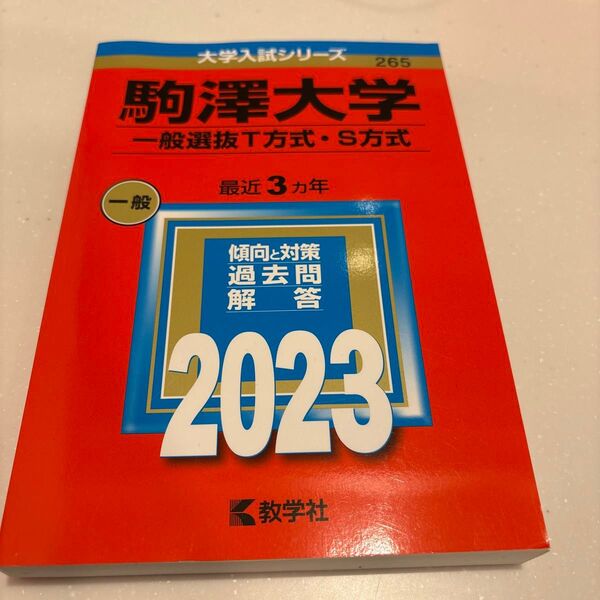 大学入試シリーズ
265
駒澤大学
一般選抜T方式・S方式
最近3カ年
一般
傾向と対策
過去問
解答
2023
教学社